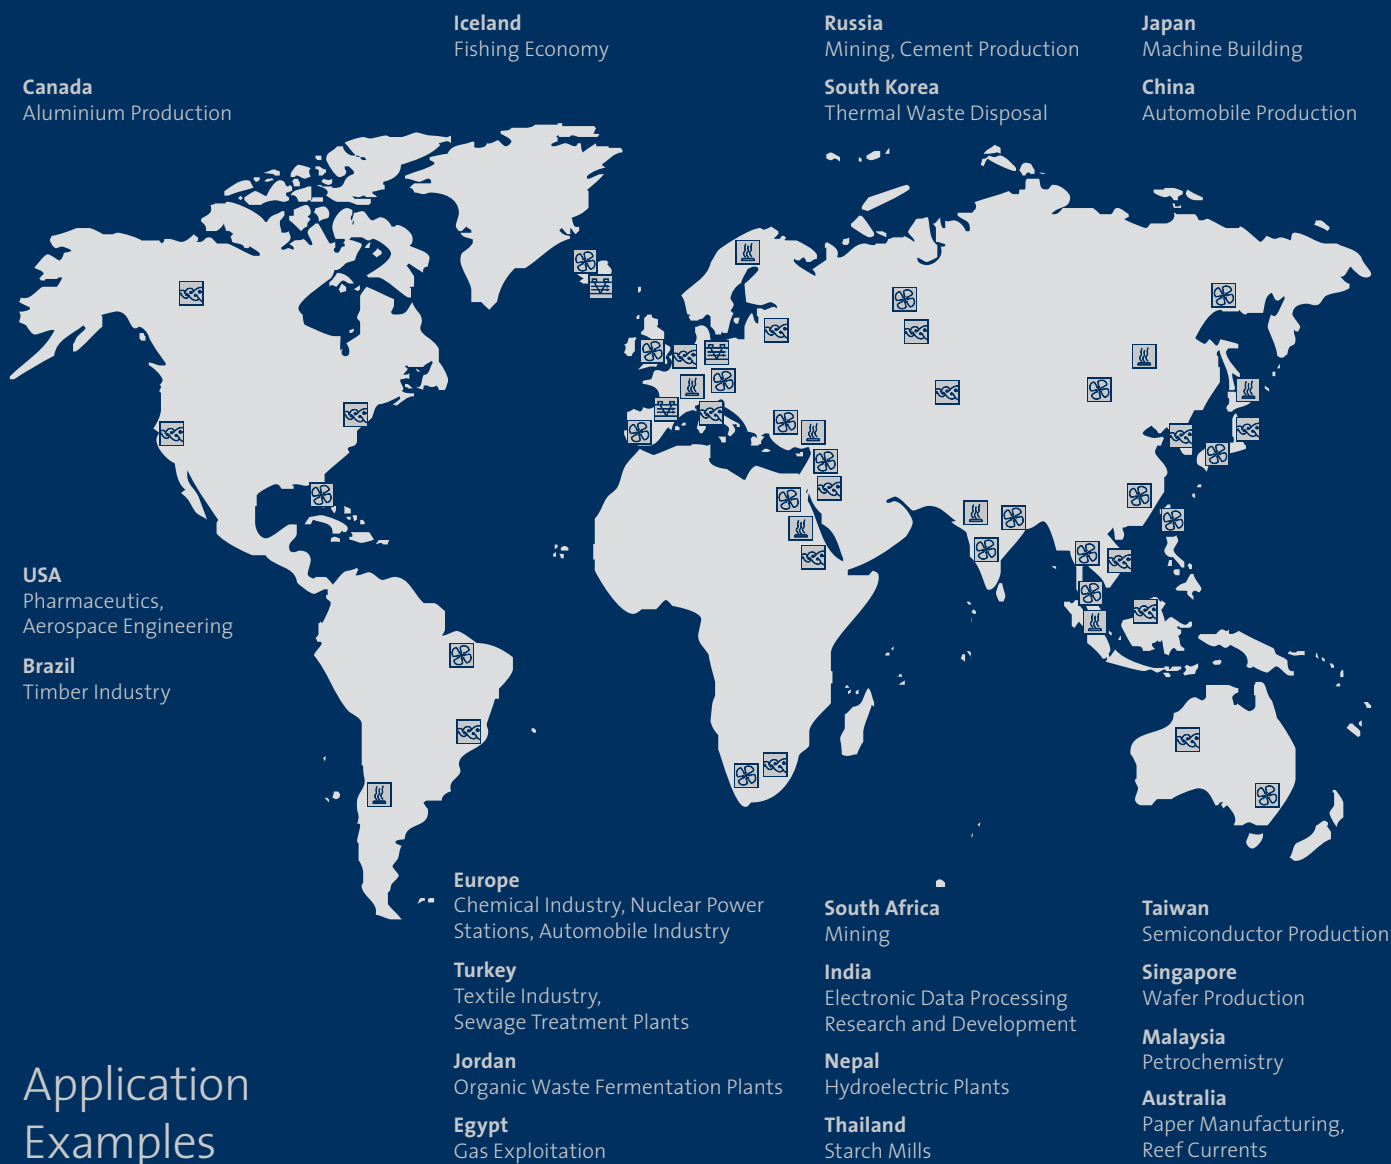 Iceland
Fishing Economy
Russia
Mining, Cement Production
Japan
Machine Building
Canada
Aluminium Production
South Korea
Thermal Waste Disposal
China
Automobile Production
USA
Pharmaceutics,
Aerospace Engineering
Brazil
Timber Industry
Europe
Chemical Industry, Nuclear Power
Stations, Automobile Industry
Turkey
Textile Industry,
Sewage Treatment Plants
Jordan
Organic Waste Fermentation Plants
Egypt
Gas Exploitation
South Africa
Mining
India
Electronic Data Processing
Research and Development
Nepal
Hydroelectric Plants
Thailand
Starch Mills
Taiwan
Semiconductor Production
Singapore
Wafer Production
Malaysia
Petrochemistry
Australia
Paper Manufacturing,
Reef Currents
Application
Examples